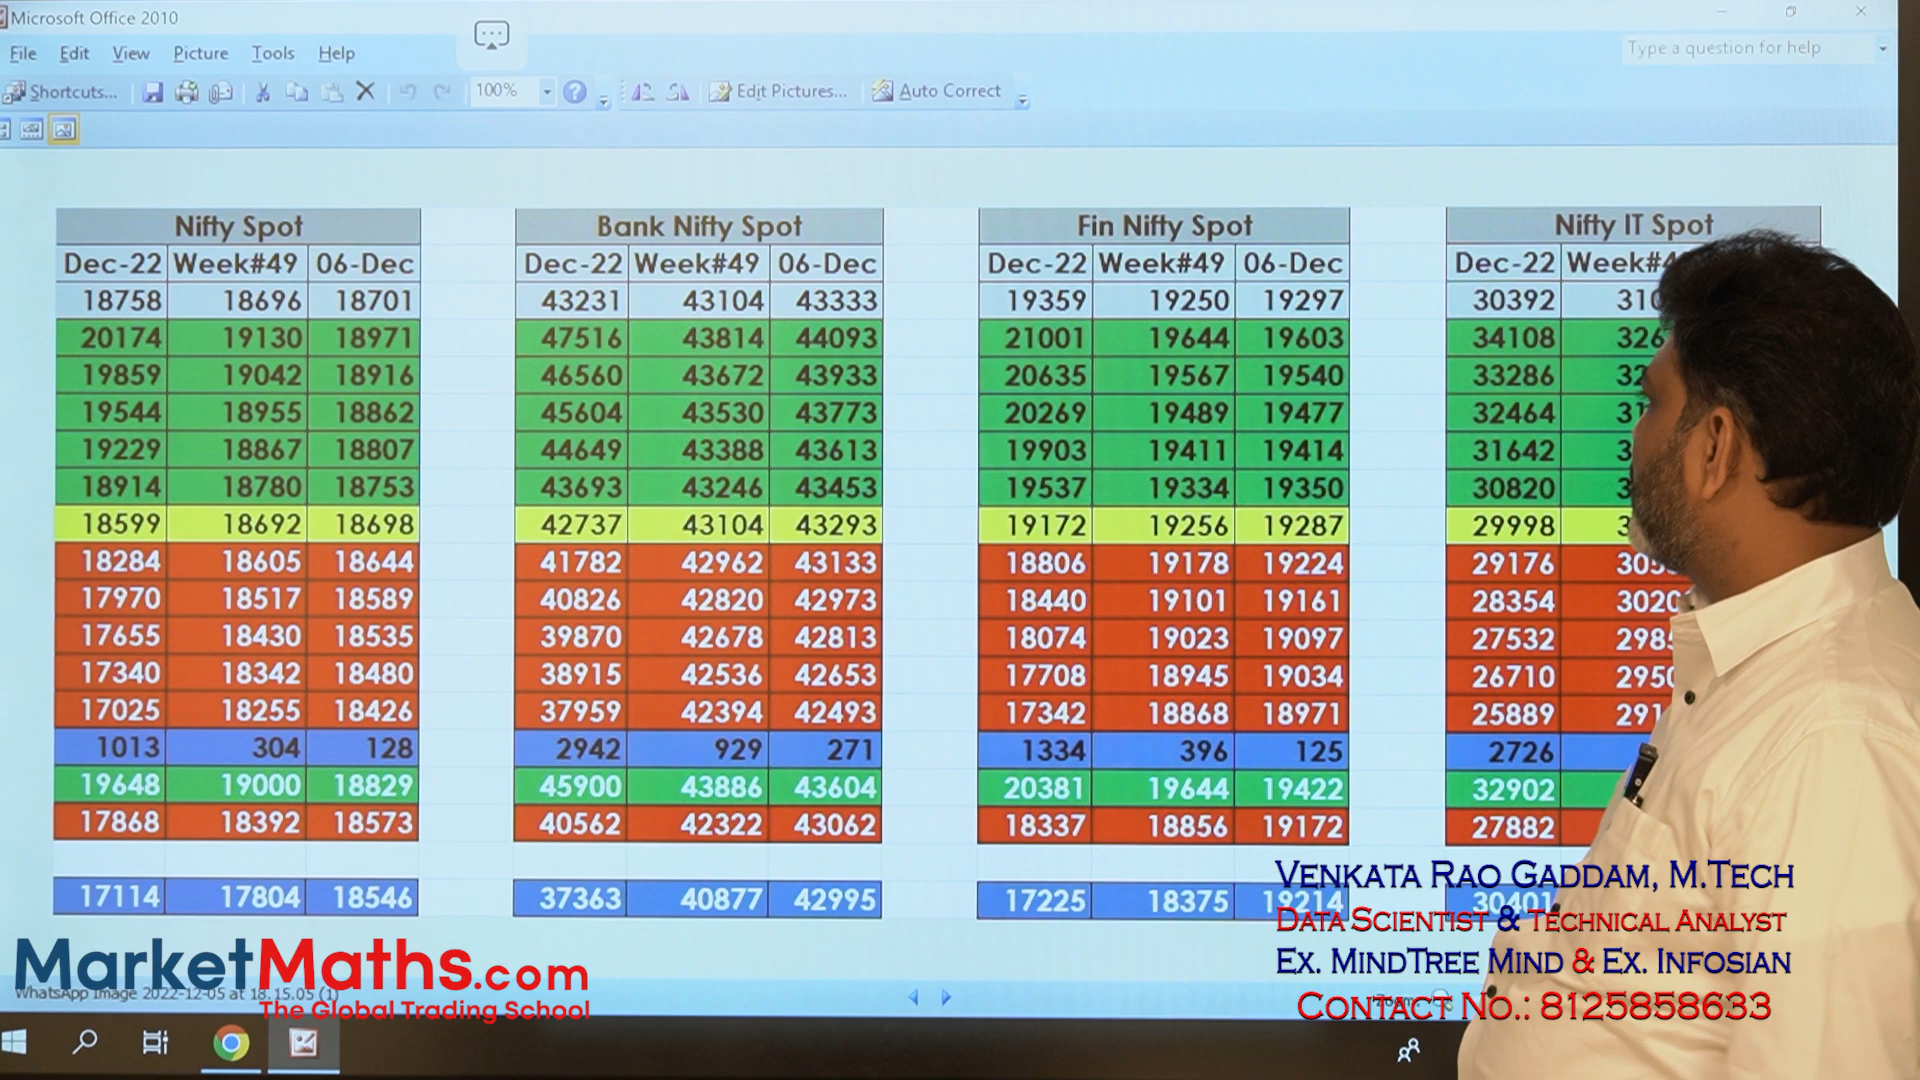 Microsoft Office 2010
File Edit View Picture Tools Help
Type a question for help
Shortcuts... 100% Edit Pictures... Auto Correct
Nifty Spot
Dec-22 Week#49 06-Dec
18758 18696 18701
20174 19130 18971
19859 19042 18916
19544 18955 18862
19229 18867 18807
18914 18780 18753
18599 18692 18698
18284 18605 18644
17970 18517 18589
17655 18430 18535
17340 18342 18480
17025 18255 18426
1013 304 128
19648 19000 18829
17868 18392 18573
17114 17804 18546
Bank Nifty Spot
Dec-22 Week#49 06-Dec
43231 43104 43333
47516 43814 44093
46560 43672 43933
45604 43530 43773
44649 43388 43613
43693 43246 43453
42737 43104 43293
41782 42962 43133
40826 42820 42973
39870 42678 42813
38915 42536 42653
37959 42394 42493
2942 929 271
45900 43886 43604
40562 42322 43062
37363 40877 42995
Fin Nifty Spot
Dec-22 Week#49 06-Dec
19359 19250 19297
21001 19644 19603
20635 19567 19540
20269 19489 19477
19903 19411 19414
19537 19334 19350
19172 19256 19287
18806 19178 19224
18440 19101 19161
18074 19023 19097
17708 18945 19034
17342 18868 18971
1334 396 125
20381 19644 19422
18337 18856 19172
17225 18375 19214
Nifty IT Spot
Dec-22
30392
34108
33286
32464
31642
30820
29998
29176
28354
27532
26710
25889
2726
32902
27882
30401
Venkata Rao Gaddam, M.Tech
Data Scientist & Technical Analyst
Ex. MindTree Mind & Ex. Infosian
Contact No.: 8125858633
MarketMaths.com
The Global Trading School
WhatsApp Image 2022-12-05 at 18.15.05 (1)